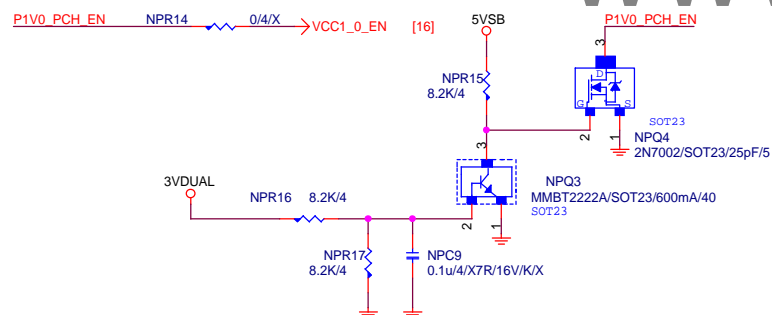 P1V0_PCH_EN NPR14 0/4/X VCC1_0_EN [16]
5VSB
P1V0_PCH_EN
3
D
G S
NPR15
8.2K/4
SOT23
2 1
NPQ4
2N7002/SOT23/25pF/5
3
NPQ3
MMBT2222A/SOT23/600mA/40
SOT23
3VDUAL
NPR16 8.2K/4
2 1
NPR17
8.2K/4
NPC9
0.1u/4/X7R/16V/K/X